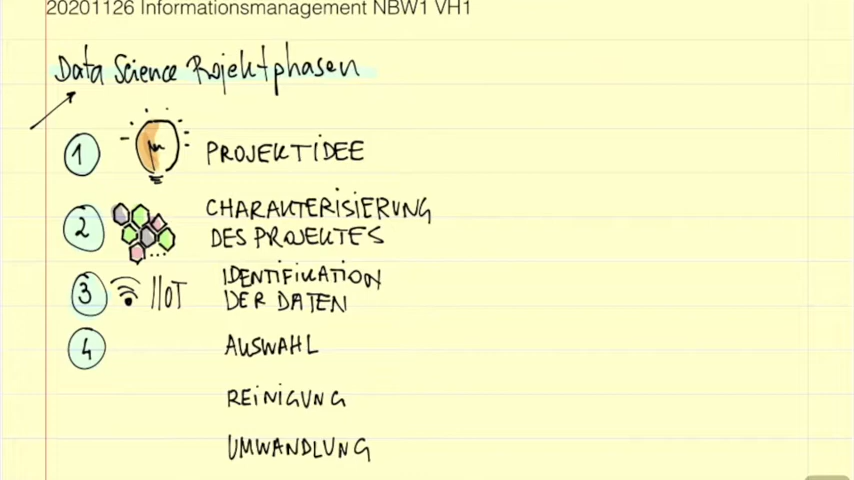 20201126 Informationsmanagement NBW1 VH1
Data Science Projektphasen
1 PROJEKTIDEE
2 CHARAKTERISIERUNG
DES PROJEKTES
3 IIOT IDENTIFIKATION
DER DATEN
4 AUSWAHL
REINIGUNG
UMWANDLUNG